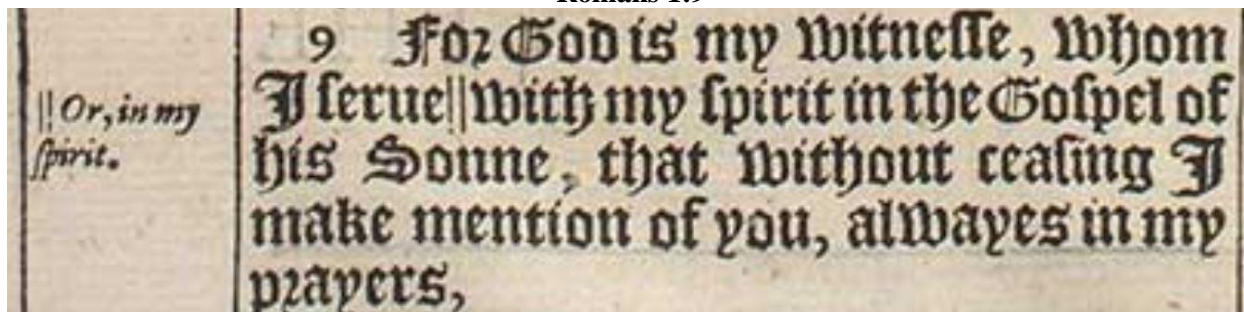 Romans 1:9
9 For God is my witneſſe, whom
I ſerue||with my ſpirit in the Goſpel of
his Sonne, that without ceaſing I
make mention of you, alwayes in my
prayers,
|| Or, in my
ſpirit.